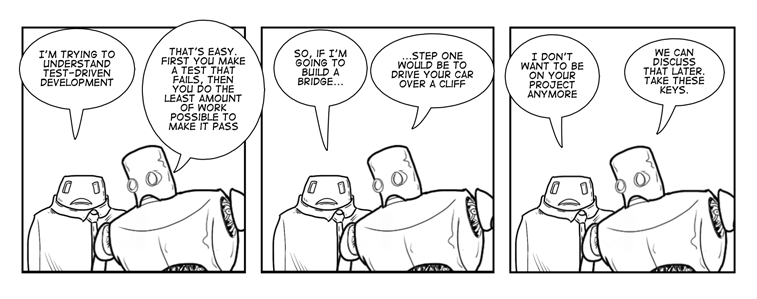 I'M TRYING TO
UNDERSTAND
TEST-DRIVEN
DEVELOPMENT
THAT'S EASY.
FIRST YOU MAKE
A TEST THAT
FAILS, THEN
YOU DO THE
LEAST AMOUNT
OF WORK
POSSIBLE TO
MAKE IT PASS
SO, IF I'M
GOING TO
BUILD A
BRIDGE...
...STEP ONE
WOULD BE TO
DRIVE YOUR CAR
OVER A CLIFF
I DON'T
WANT TO BE
ON YOUR
PROJECT
ANYMORE
WE CAN
DISCUSS
THAT LATER.
TAKE THESE
KEYS.